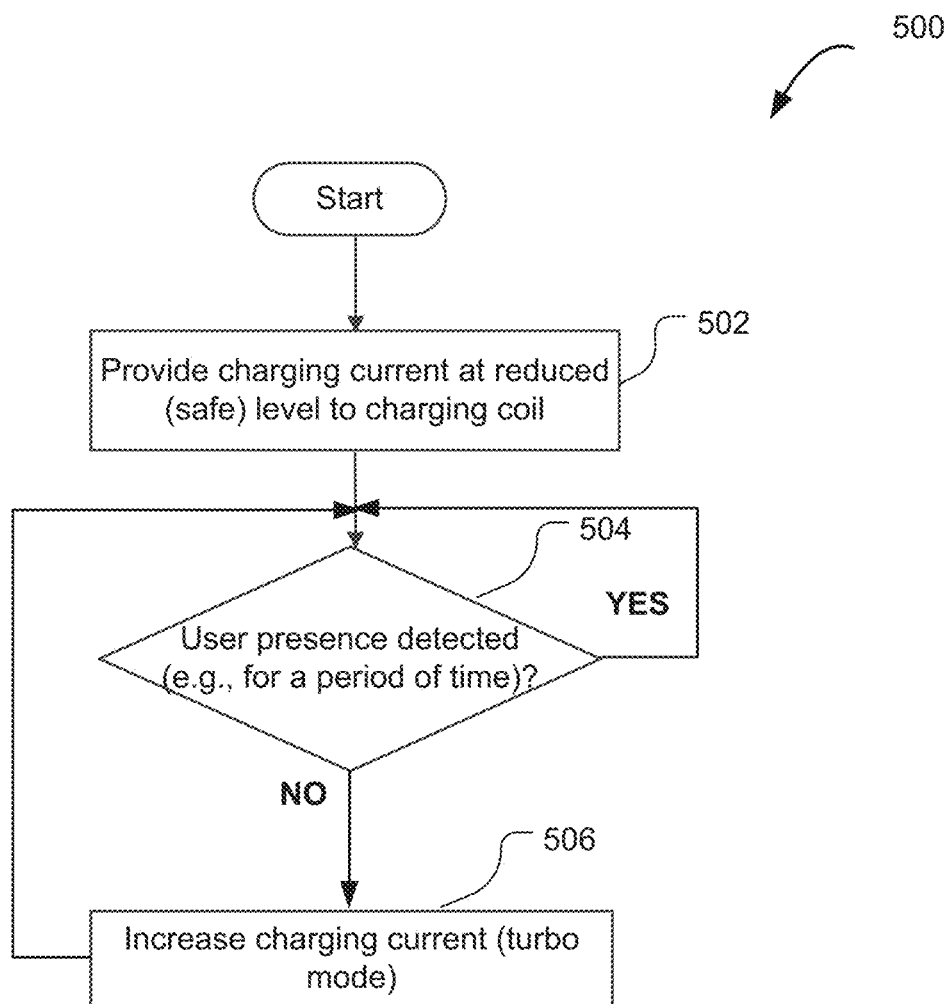 500
Start
502
Provide charging current at reduced
(safe) level to charging coil
504
YES
User presence detected
(e.g., for a period of time)?
NO
506
Increase charging current (turbo
mode)